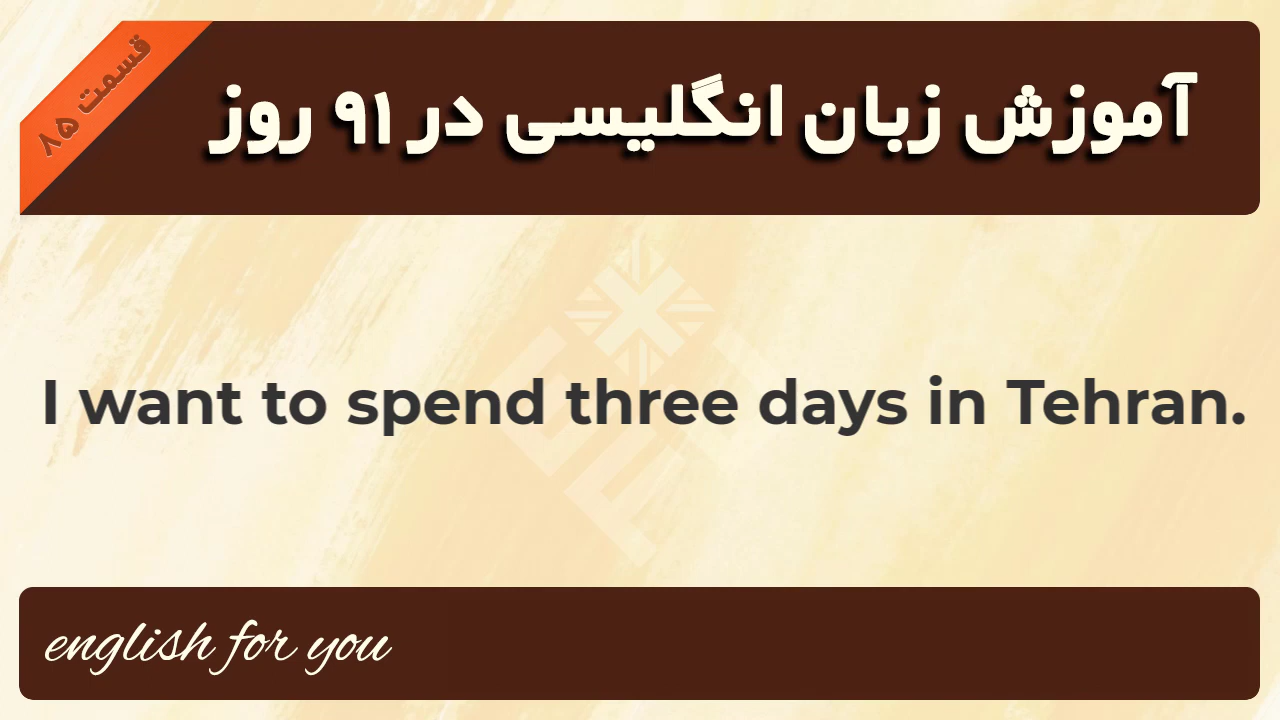 قسمت ۸۵
آموزش زبان انگلیسی در ۹۱ روز
I want to spend three days in Tehran.
english for you